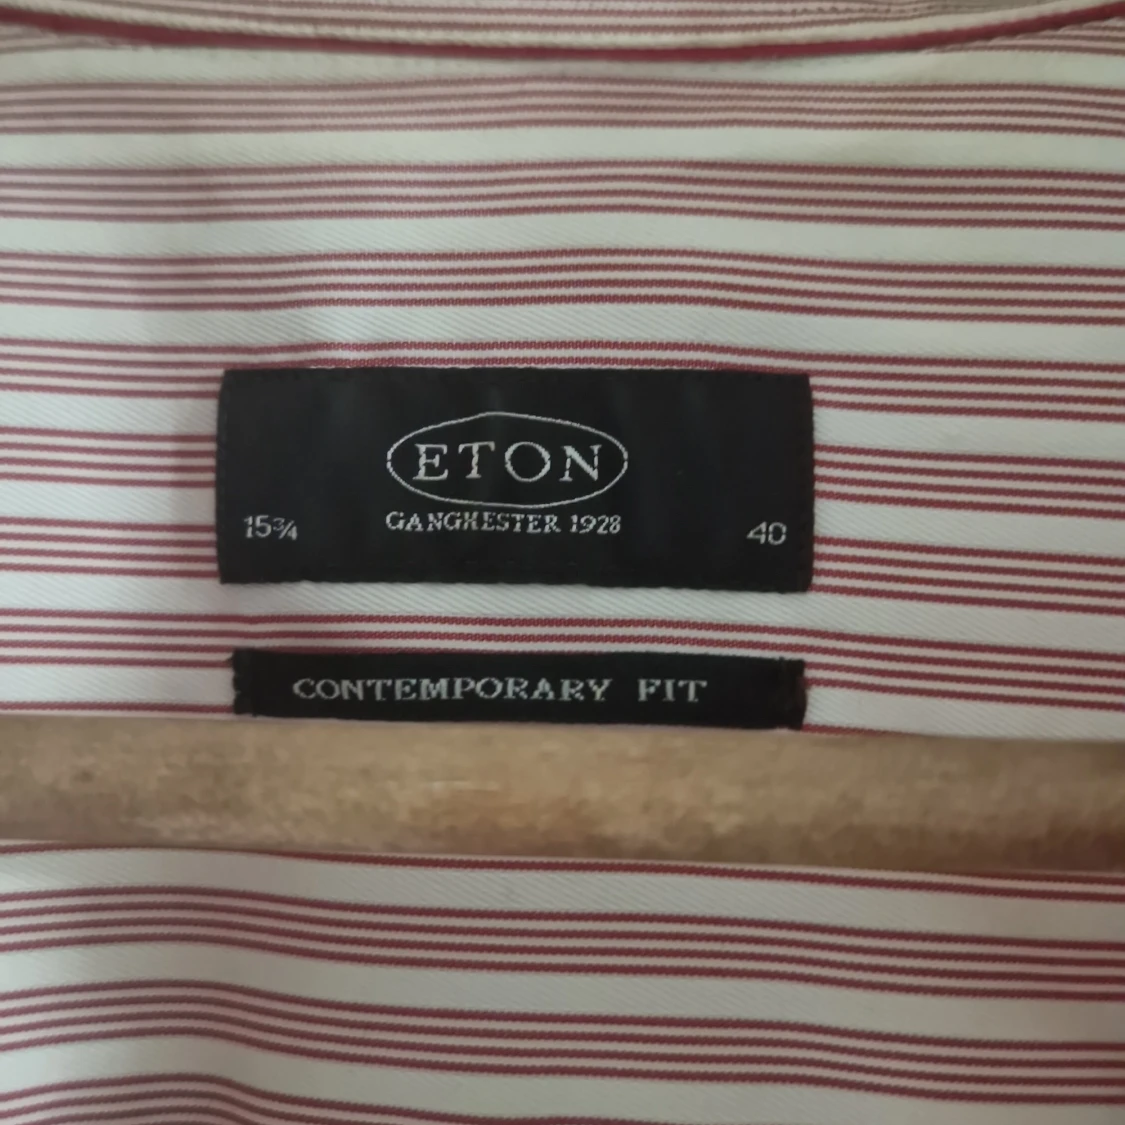 ETON
GANGHESTER 1928
15¾
40
CONTEMPORARY FIT